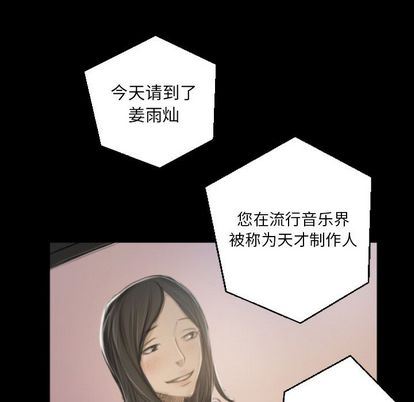 今天请到了
姜雨灿
您在流行音乐界
被称为天才制作人